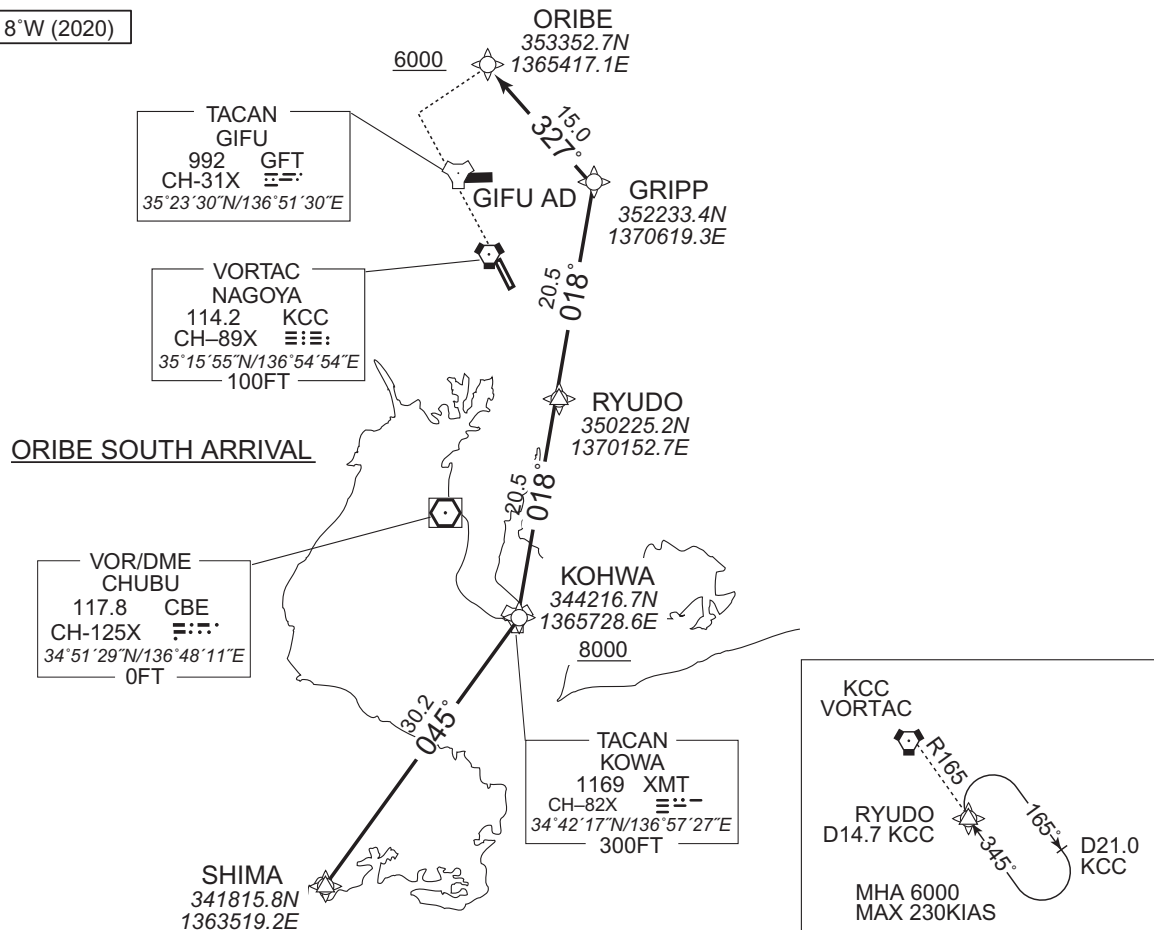 8˚W (2020)
ORIBE
353352.7N
1365417.1E
6000
15.0
327˚
TACAN
GIFU
992 GFT
CH-31X
35˚23´30˝N/136˚51´30˝E
GIFU AD
GRIPP
352233.4N
1370619.3E
VORTAC
NAGOYA
114.2 KCC
CH–89X
35˚15´55˝N/136˚54´54˝E
100FT
20.5
018˚
RYUDO
350225.2N
1370152.7E
ORIBE SOUTH ARRIVAL
20.5
018˚
VOR/DME
CHUBU
117.8 CBE
CH-125X
34˚51´29˝N/136˚48´11˝E
0FT
KOHWA
344216.7N
1365728.6E
8000
30.2
045˚
TACAN
KOWA
1169 XMT
CH–82X
34˚42´17˝N/136˚57´27˝E
300FT
SHIMA
341815.8N
1363519.2E
KCC
VORTAC
R165
RYUDO
D14.7 KCC
165˚
345˚
D21.0
KCC
MHA 6000
MAX 230KIAS